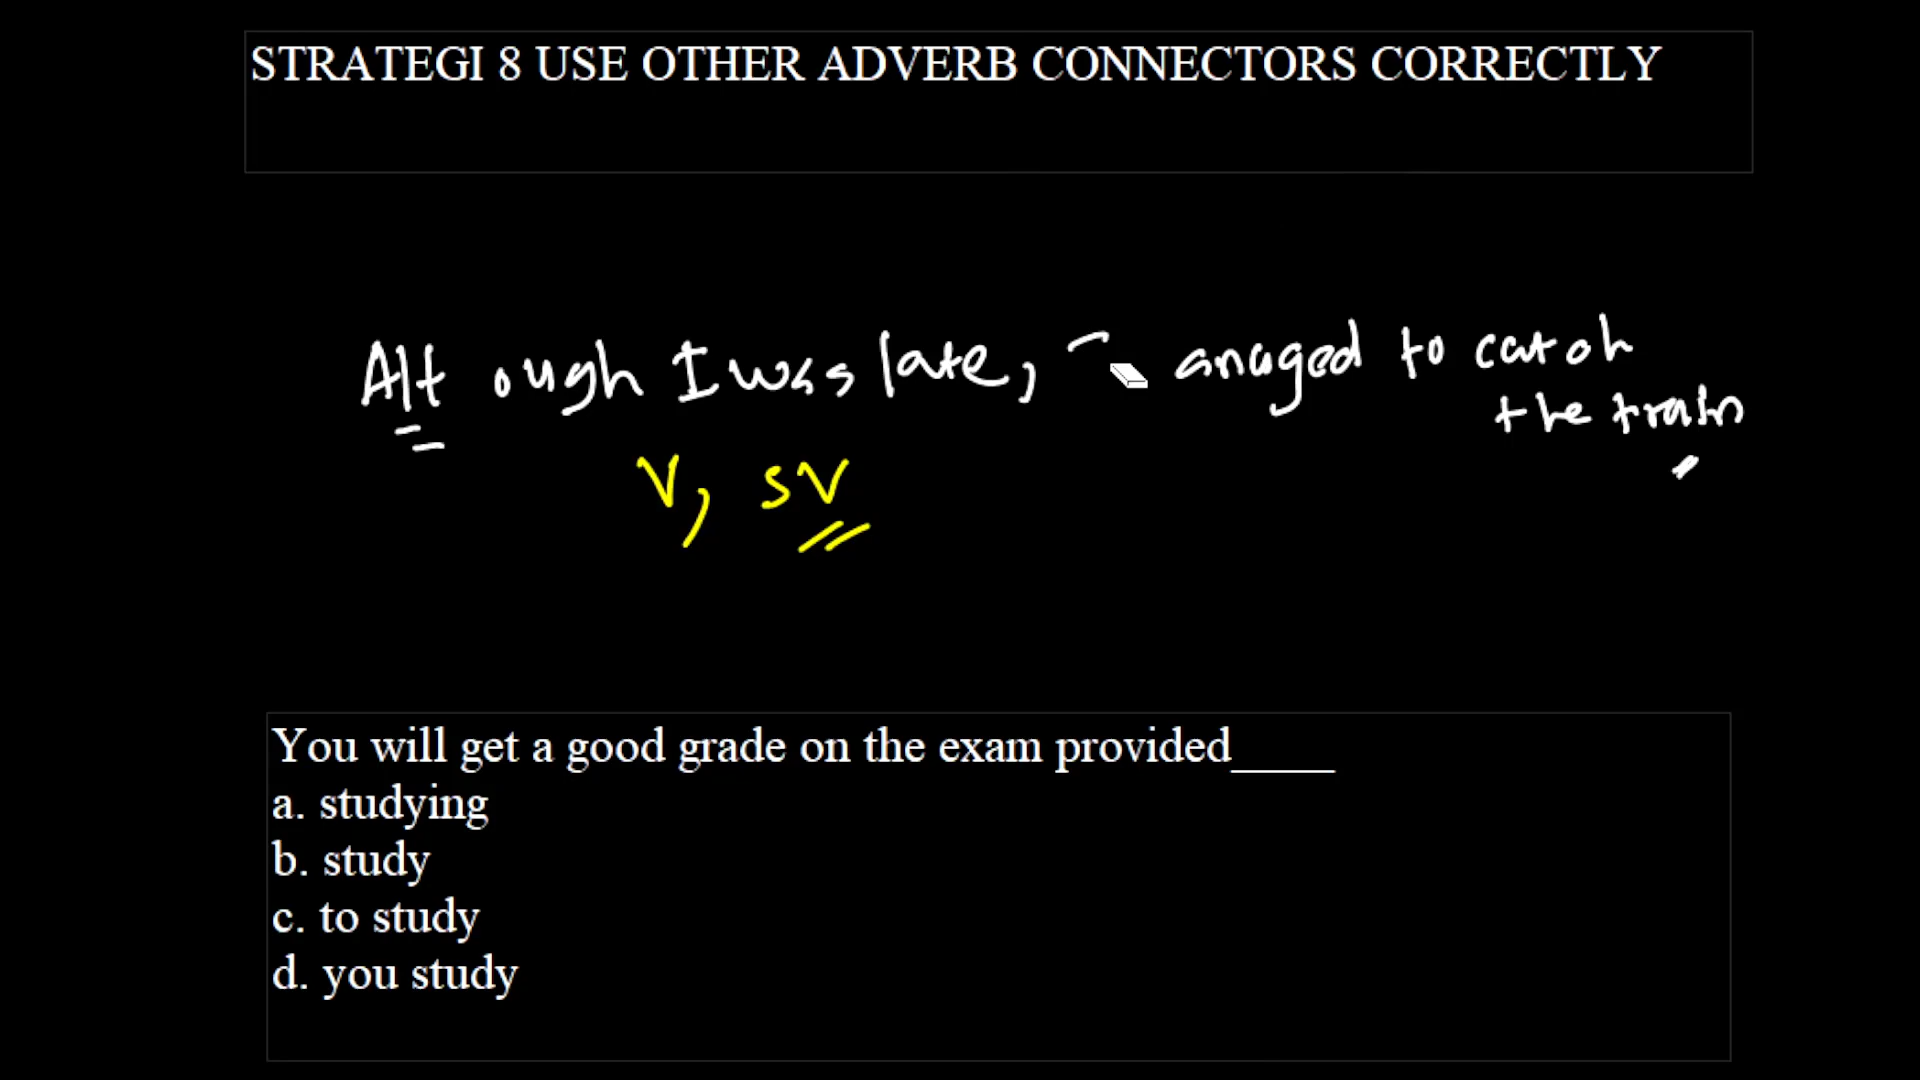 STRATEGI 8 USE OTHER ADVERB CONNECTORS CORRECTLY
Alt ough I was late, anaged to catch
the train
.
V, SV
You will get a good grade on the exam provided_____
a. studying
b. study
c. to study
d. you study